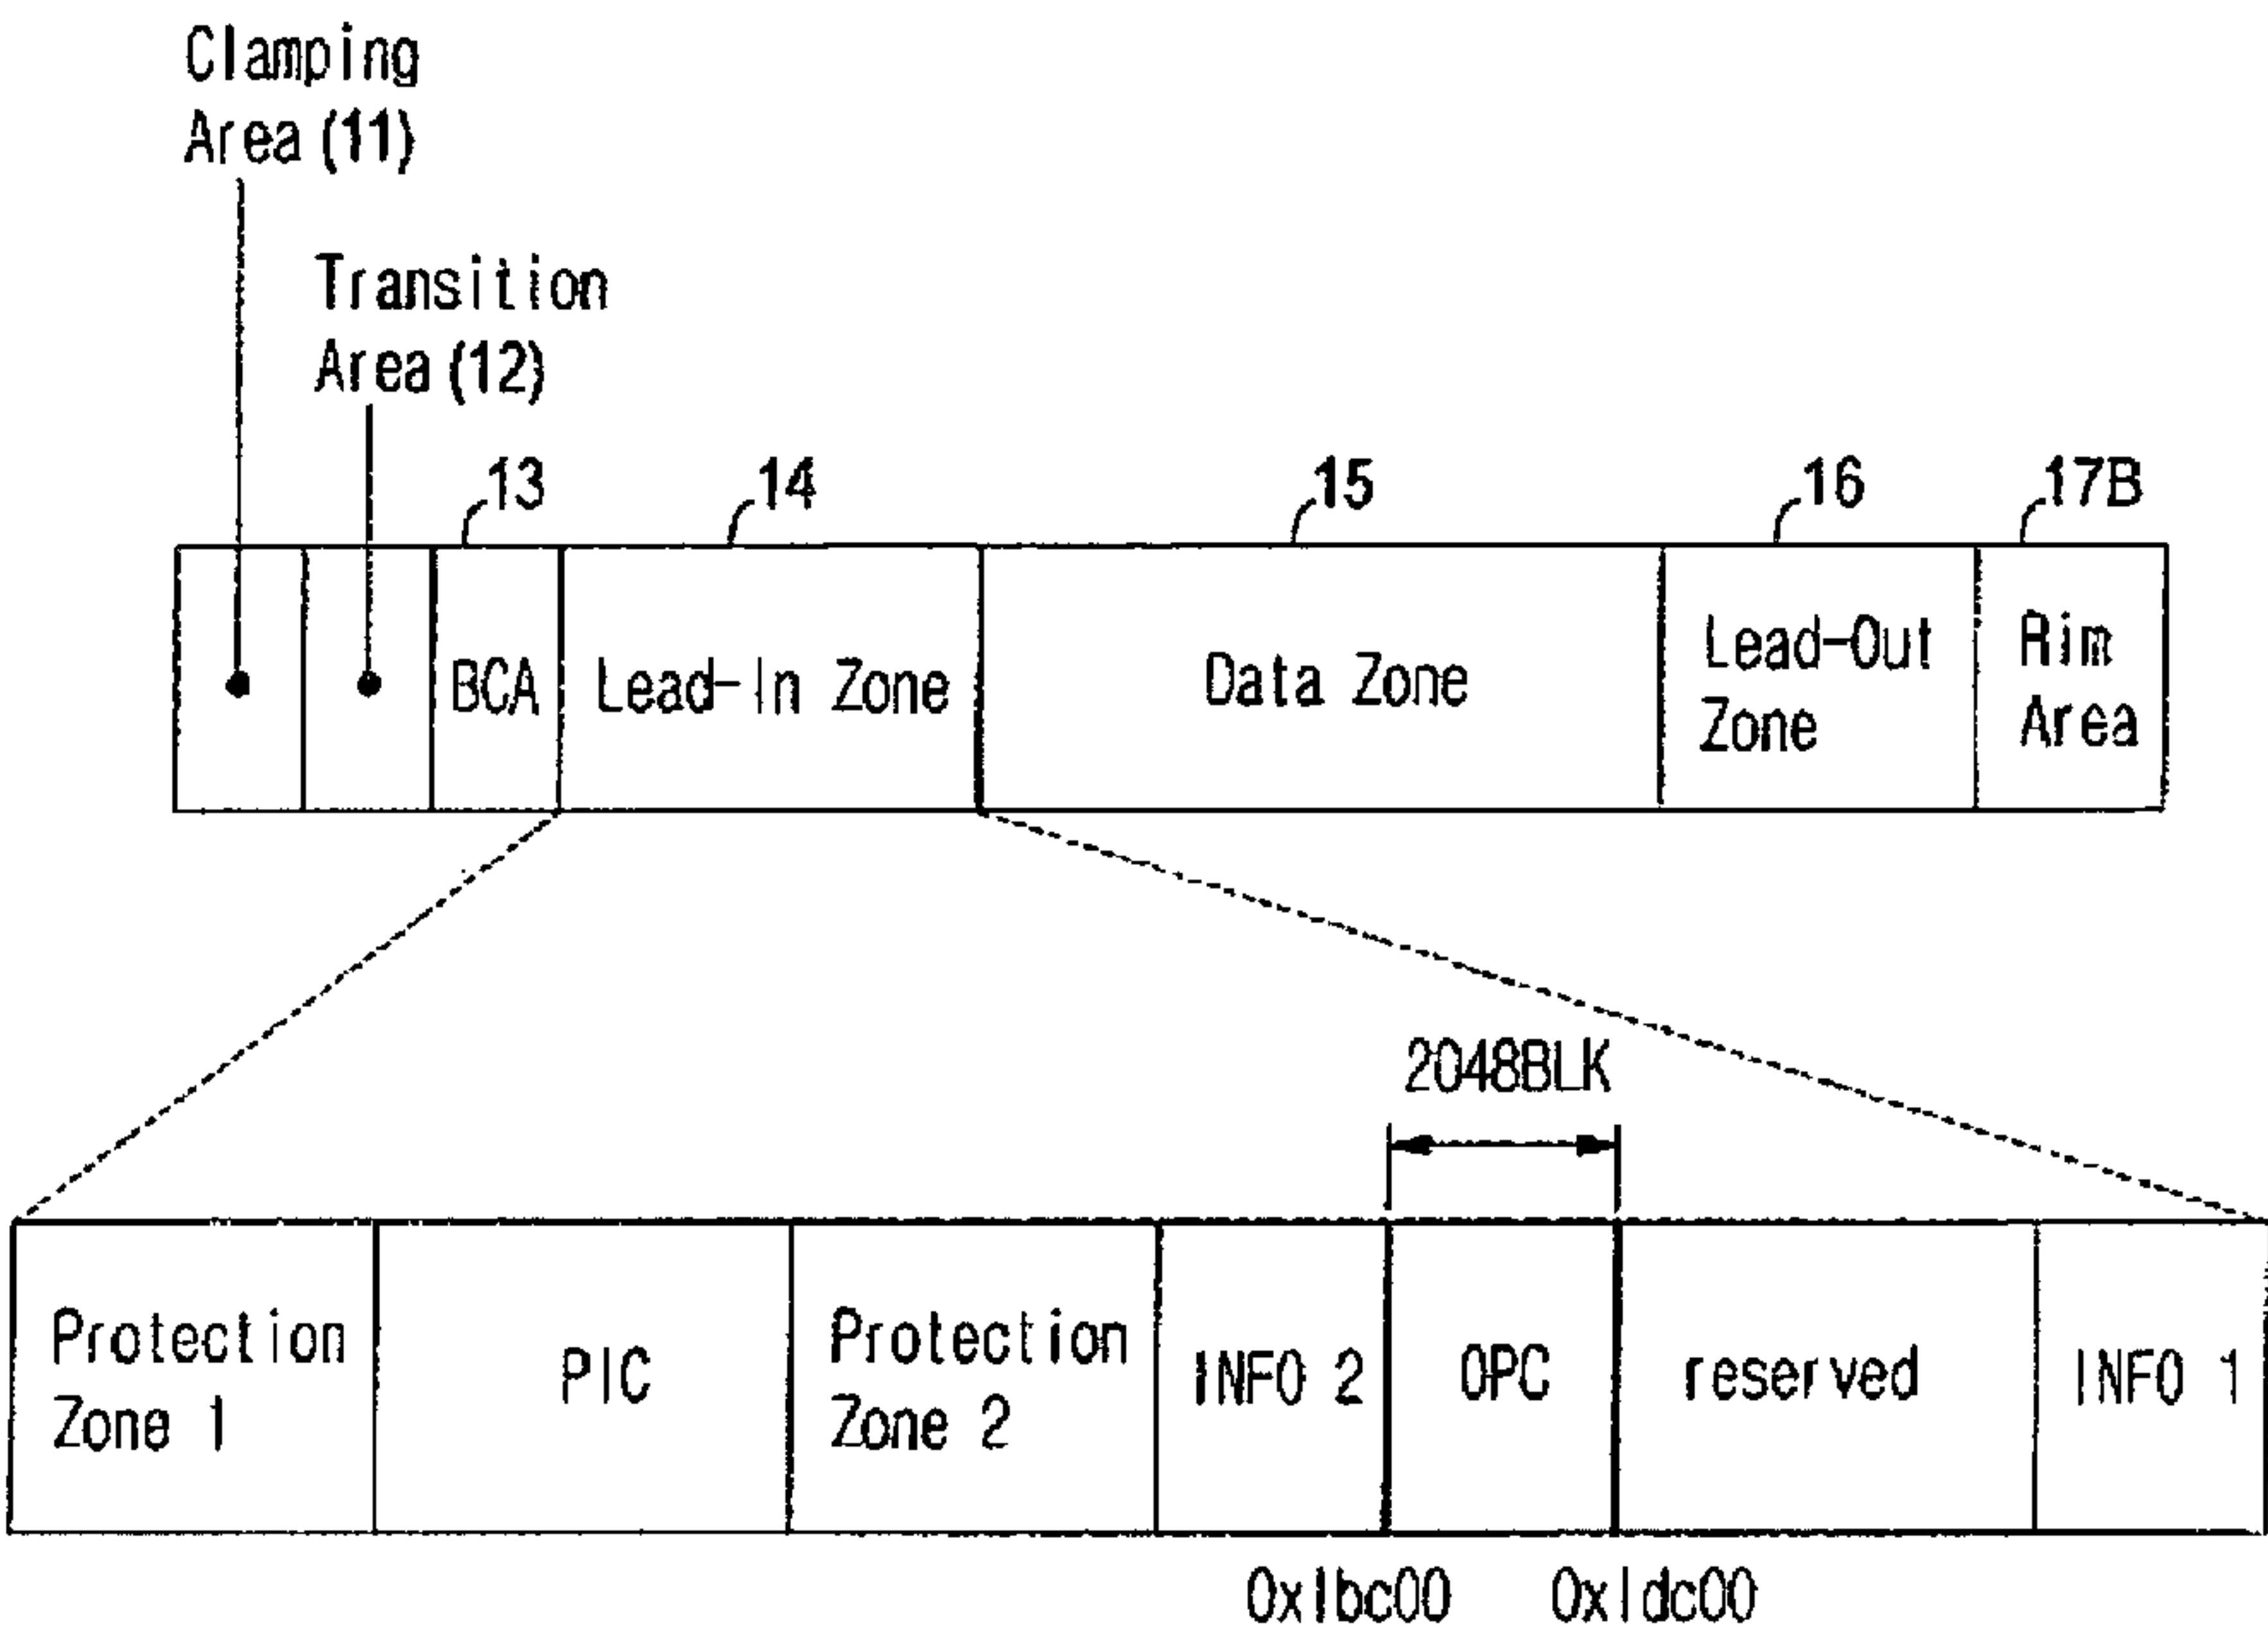 Clamping
Area (11)
Transition
Area (12)
13
14
15
16
17B
BCA
Lead-In Zone
Data Zone
Lead-Out
Zone
Rim
Area
2048BLK
Protection
Zone 1
PIC
Protection
Zone 2
INFO 2
OPC
reserved
INFO 1
0x1bc00
0x1dc00